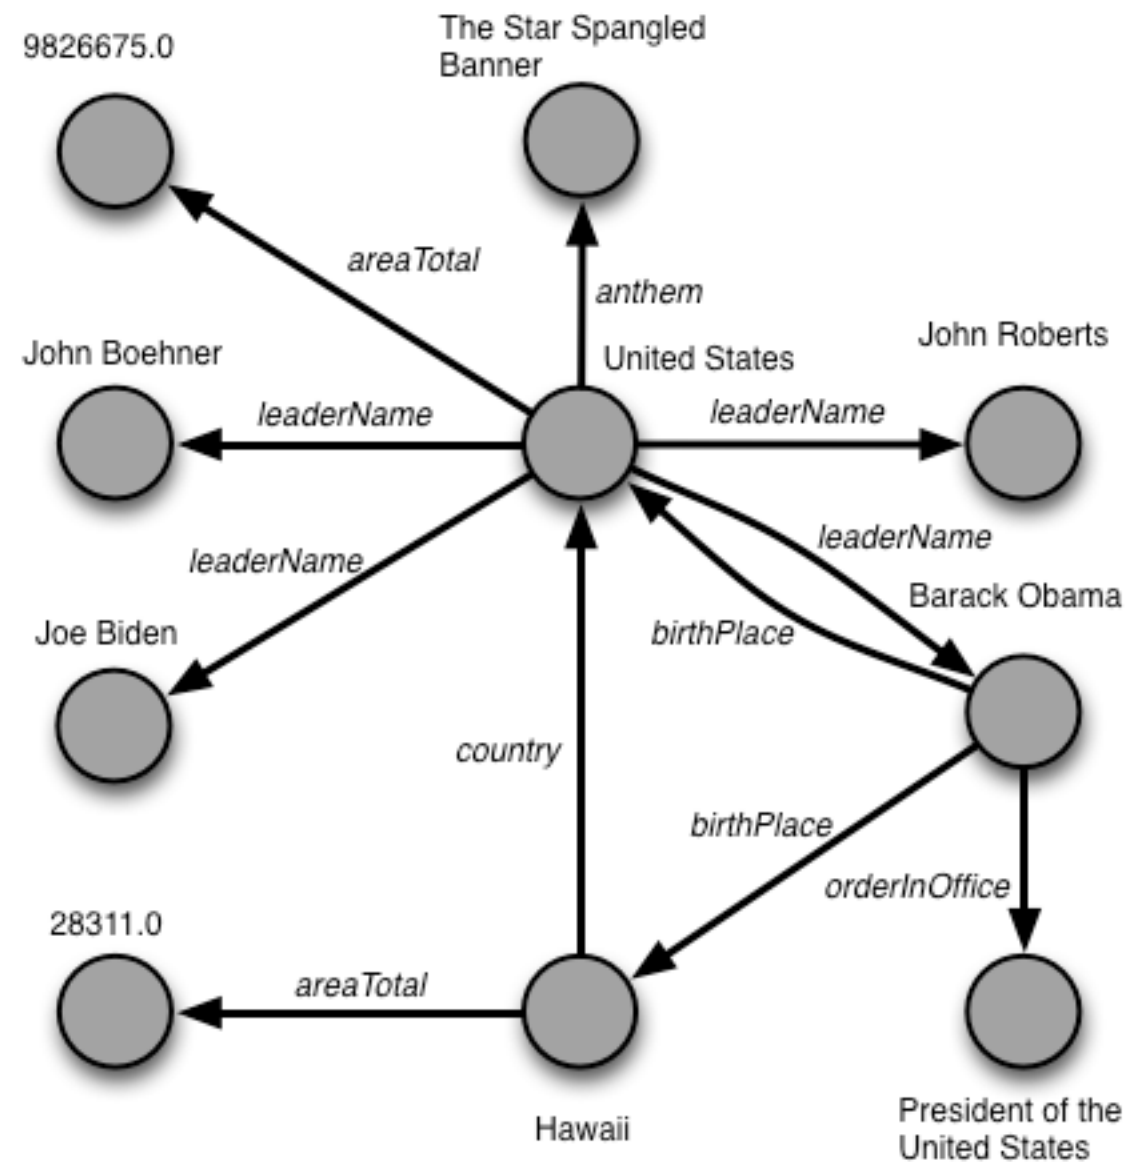 The Star Spangled
Banner
9826675.0
areaTotal
anthem
John Roberts
John Boehner
United States
leaderName
leaderName
leaderName
leaderName
Barack Obama
Joe Biden
birthPlace
country
birthPlace
orderInOffice
28311.0
areaTotal
Hawaii
President of the
United States